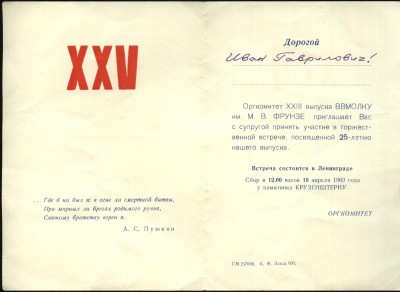 XXV
...Где б ни был я: в огне ли смертной битвы,
При мирных ли брегах родимого ручья,
Святому братству верен я.
А. С. Пушкин
Дорогой
Иван Гаврилович!
Оргкомитет XXIII выпуска ВВМОЛКУ
им. М. В. ФРУНЗЕ приглашает Вас
с супругой принять участие в торжест-
венной встрече, посвященной 25-летию
нашего выпуска.
Встреча состоится в Ленинграде
Сбор в 12.00 часов 10 апреля 1960 года
у памятника КРУЗЕНШТЕРНУ
ОРГКОМИТЕТ